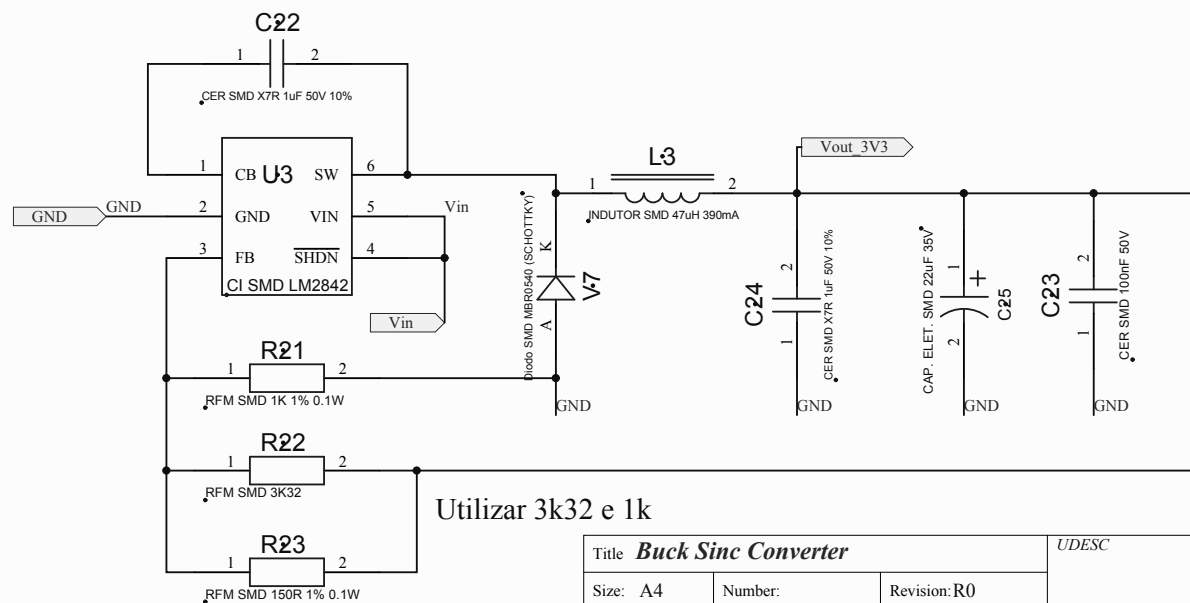 C22
1 2
CER SMD X7R 1uF 50V 10%
1 CB U3 SW 6
GND GND 2 GND VIN 5 Vin
3 FB SHDN 4
CI SMD LM2842
Vin
L3
1 2
INDUTOR SMD 47uH 390mA
Vout_3V3
Diodo SMD MBR0540 (SCHOTTKY)
K
A
V7
GND
C24
2
1
CER SMD X7R 1uF 50V 10%
GND
CAP. ELET. SMD 22uF 35V
1
+
2
C25
GND
C23
2
1
CER SMD 100nF 50V
GND
R21
1 2
RFM SMD 1K 1% 0.1W
R22
1 2
RFM SMD 3K32
R23
1 2
RFM SMD 150R 1% 0.1W
Utilizar 3k32 e 1k
Title Buck Sinc Converter
UDESC
Size: A4 Number: Revision:R0